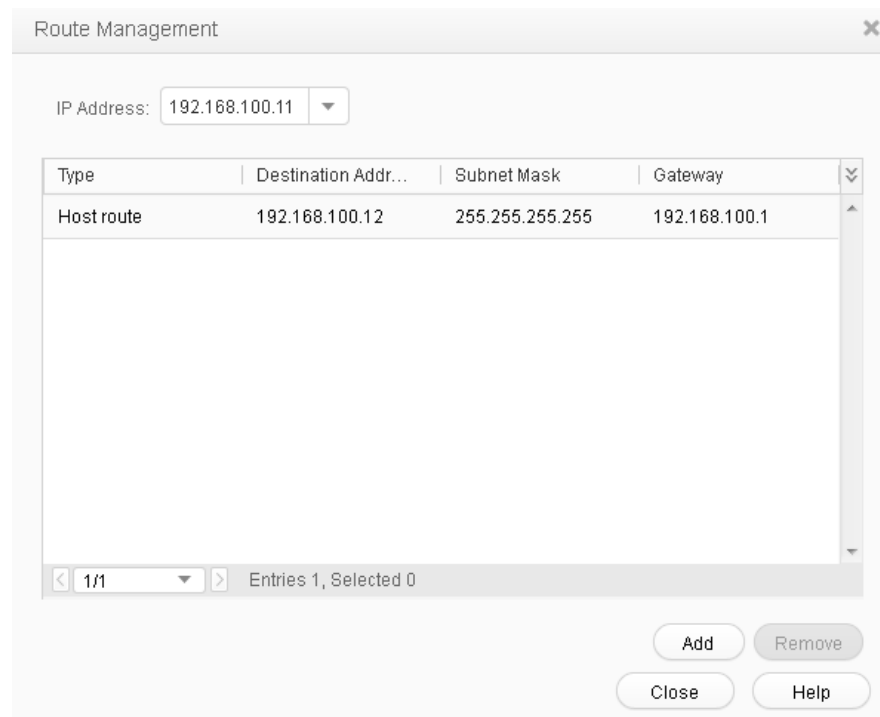 Route Management
IP Address: 192.168.100.11
Type Destination Addr... Subnet Mask Gateway
Host route 192.168.100.12 255.255.255.255 192.168.100.1
1/1 Entries 1, Selected 0
Add Remove
Close Help